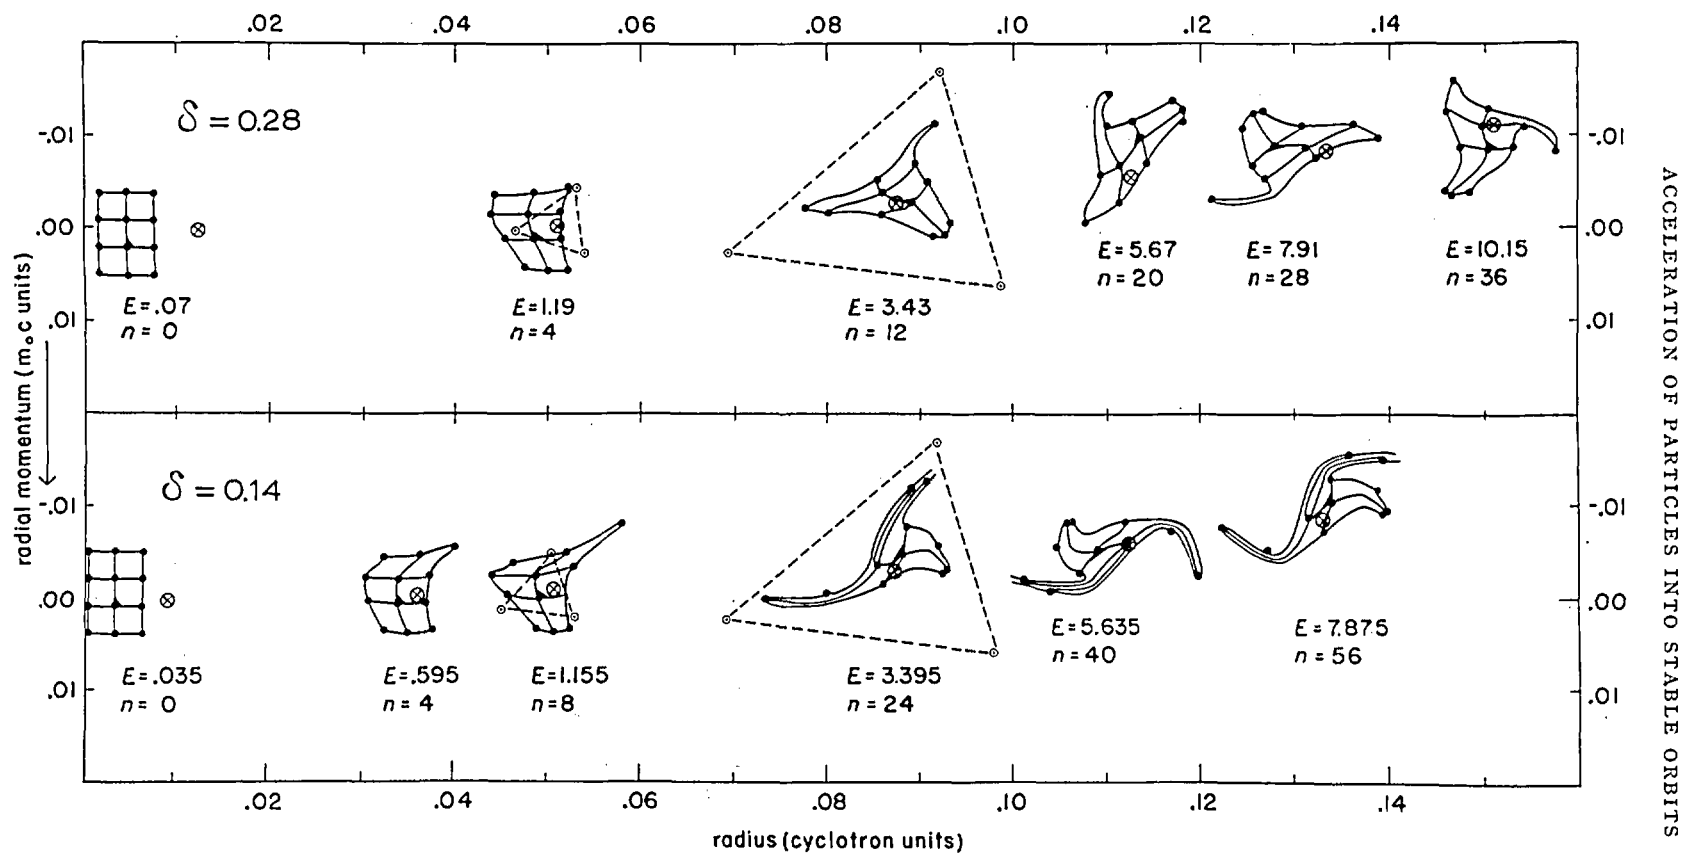 .02 .04 .06 .08 .10 .12 .14
δ = 0.28
-.01 -.01
.00 .00
.01 .01
E=.07
n= 0
E=1.19
n=4
E= 3.43
n= 12
E=5.67
n=20
E=7.91
n=28
E=10.15
n=36
radial momentum (m₀c units)
δ = 0.14
-.01 -.01
.00 .00
.01 .01
E=.035
n= 0
E=.595
n= 4
E=1.155
n=8
E= 3.395
n= 24
E=5.635
n=40
E=7.875
n= 56
.02 .04 .06 .08 .10 .12 .14
radius (cyclotron units)
ACCELERATION OF PARTICLES INTO STABLE ORBITS